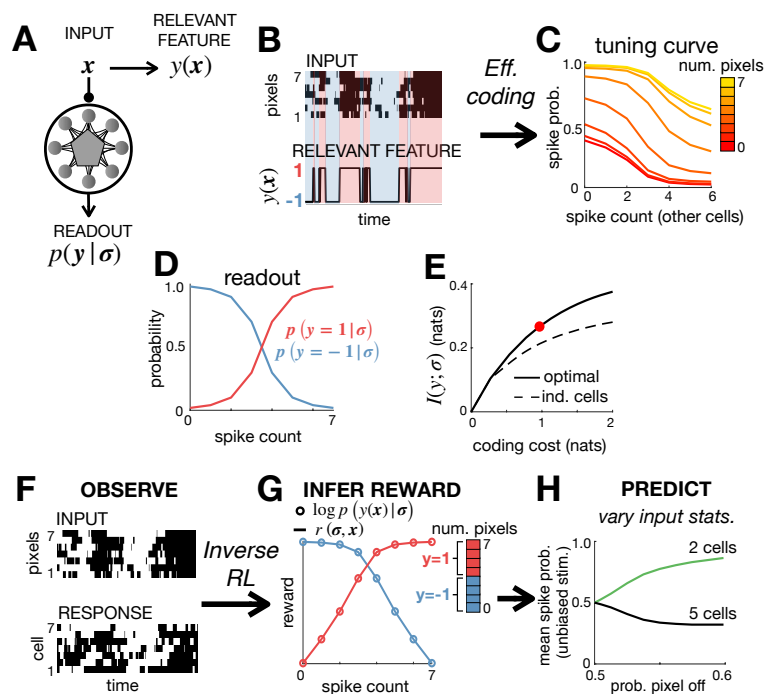 A
INPUT
RELEVANT
FEATURE
x
y(x)
READOUT
p(y|σ)
B
INPUT
pixels
7
1
RELEVANT FEATURE
y(x)
1
-1
time
Eff.
coding
C
tuning curve
num. pixels
7
0
spike prob.
1.0
0.5
0
0 2 4 6
spike count (other cells)
D
readout
probability
1.0
0.5
0
p (y = 1|σ)
p (y = − 1|σ)
0 7
spike count
E
I(y; σ) (nats)
0.4
0.2
0
optimal
ind. cells
0 1 2
coding cost (nats)
F
OBSERVE
INPUT
pixels
7
1
RESPONSE
cell
7
1
time
Inverse
RL
G
INFER REWARD
log p (y(x)|σ)
r (σ, x)
num. pixels
7
y=1
y=-1
0
reward
0 7
spike count
H
PREDICT
vary input stats.
mean spike prob.
(unbiased stim.)
1
0.5
0
2 cells
5 cells
0.5 0.6
prob. pixel off